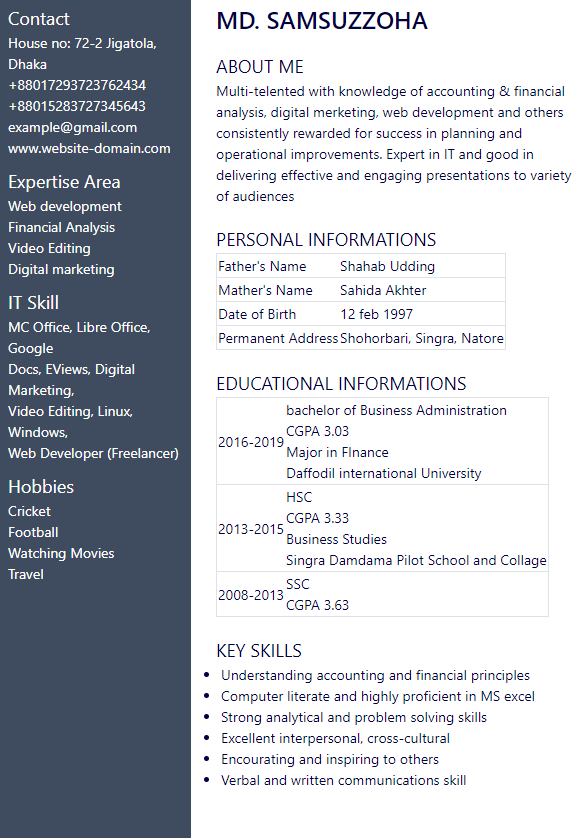 Contact
House no: 72-2 Jigatola,
Dhaka
+88017293723762434
+88015283727345643
example@gmail.com
www.website-domain.com
Expertise Area
Web development
Financial Analysis
Video Editing
Digital marketing
IT Skill
MC Office, Libre Office,
Google
Docs, EViews, Digital
Marketing,
Video Editing, Linux,
Windows,
Web Developer (Freelancer)
Hobbies
Cricket
Football
Watching Movies
Travel
MD. SAMSUZZOHA
ABOUT ME
Multi-telented with knowledge of accounting & financial
analysis, digital merketing, web development and others
consistently rewarded for success in planning and
operational improvements. Expert in IT and good in
delivering effective and engaging presentations to variety
of audiences
PERSONAL INFORMATIONS
Father's Name Shahab Udding
Mather's Name Sahida Akhter
Date of Birth 12 feb 1997
Permanent Address Shohorbari, Singra, Natore
EDUCATIONAL INFORMATIONS
bachelor of Business Administration
CGPA 3.03
2016-2019
Major in FInance
Daffodil international University
HSC
CGPA 3.33
2013-2015
Business Studies
Singra Damdama Pilot School and Collage
SSC
2008-2013
CGPA 3.63
KEY SKILLS
Understanding accounting and financial principles
Computer literate and highly proficient in MS excel
Strong analytical and problem solving skills
Excellent interpersonal, cross-cultural
Encourating and inspiring to others
Verbal and written communications skill